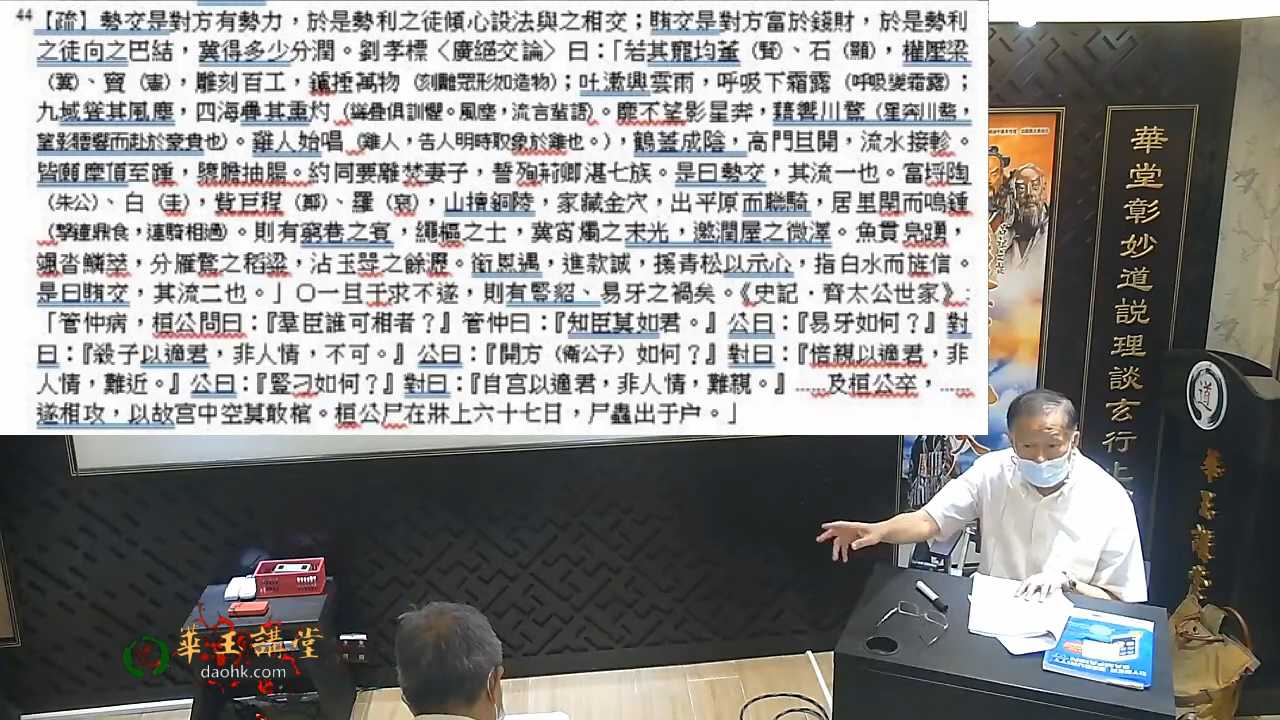 44
【疏】勢交是對方有勢力，於是勢利之徒傾心設法與之相交；賄交是對方富於錢財，於是勢利
之徒向之巴結，冀得多少分潤。劉孝標〈廣絕交論〉曰：「若其寵均董（賢）、石（顯），權壓梁
（冀）、竇（憲），雕刻百工，鑪捶萬物（刻雕眾形如造物）；吐漱興雲雨，呼吸下霜露（呼吸變霜露）；
九域聳其風塵，四海疊其熏灼（聳疊俱訓懼。風塵，流言蜚語）。靡不望影星奔，藉響川騖（星奔川騖，
望影聽響而赴於豪貴也）。雞人始唱（雞人，告人明時取象於雞也。），鶴蓋成陰，高門旦開，流水接軫。
皆願摩頂至踵，隳膽抽腸。約同要離焚妻子，誓殉荊卿湛七族。是曰勢交，其流一也。富埒陶
（朱公）、白（圭），貲巨程（鄭）、羅（裒），山擅銅陵，家藏金穴，出平原而聯騎，居里閈而鳴鍾
（擊鐘鼎食，連騎相過）。則有窮巷之賓，繩樞之士，冀宵燭之末光，邀潤屋之微澤。魚貫鳧躍，
颯沓鱗萃，分雁鶩之稻粱，沾玉斝之餘瀝。銜恩遇，進款誠，援青松以示心，指白水而旌信。
是曰賄交，其流二也。」〇一旦干求不遂，則有豎貂、易牙之禍矣。《史記．齊太公世家》：
「管仲病，桓公問曰：『羣臣誰可相者？』管仲曰：『知臣莫如君。』公曰：『易牙如何？』對
曰：『殺子以適君，非人情，不可。』公曰：『開方（衛公子）如何？』對曰：『倍親以適君，非
人情，難近。』公曰：『豎刁如何？』對曰：『自宮以適君，非人情，難親。』……及桓公卒，……
遂相攻，以故宮中空莫敢棺。桓公尸在牀上六十七日，尸蟲出于户。」
華堂彰妙道説理談玄行上
道
華玉講堂
daohk.com